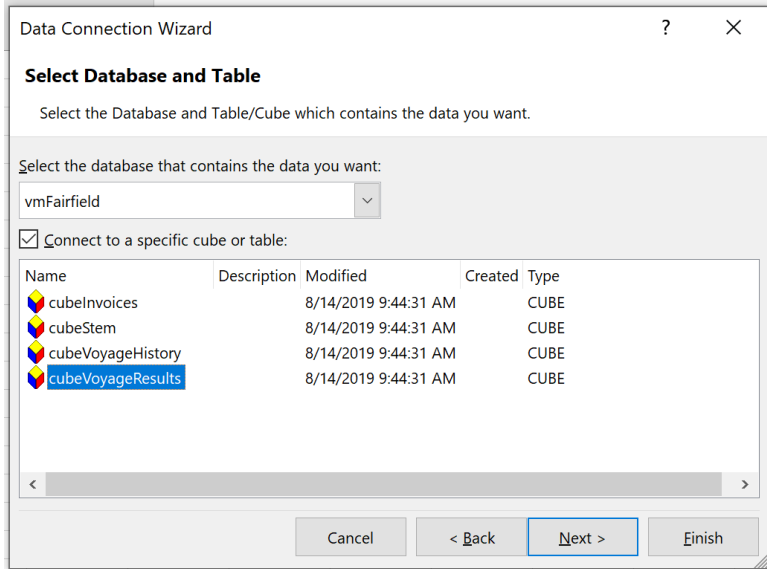 Data Connection Wizard ?
Select Database and Table
Select the Database and Table/Cube which contains the data you want.
Select the database that contains the data you want:
vmFairfield
Connect to a specific cube or table:
Name Description Modified Created Type
cubeInvoices 8/14/2019 9:44:31 AM CUBE
cubeStem 8/14/2019 9:44:31 AM CUBE
cubeVoyageHistory 8/14/2019 9:44:31 AM CUBE
cubeVoyageResults 8/14/2019 9:44:31 AM CUBE
Cancel < Back Next > Finish